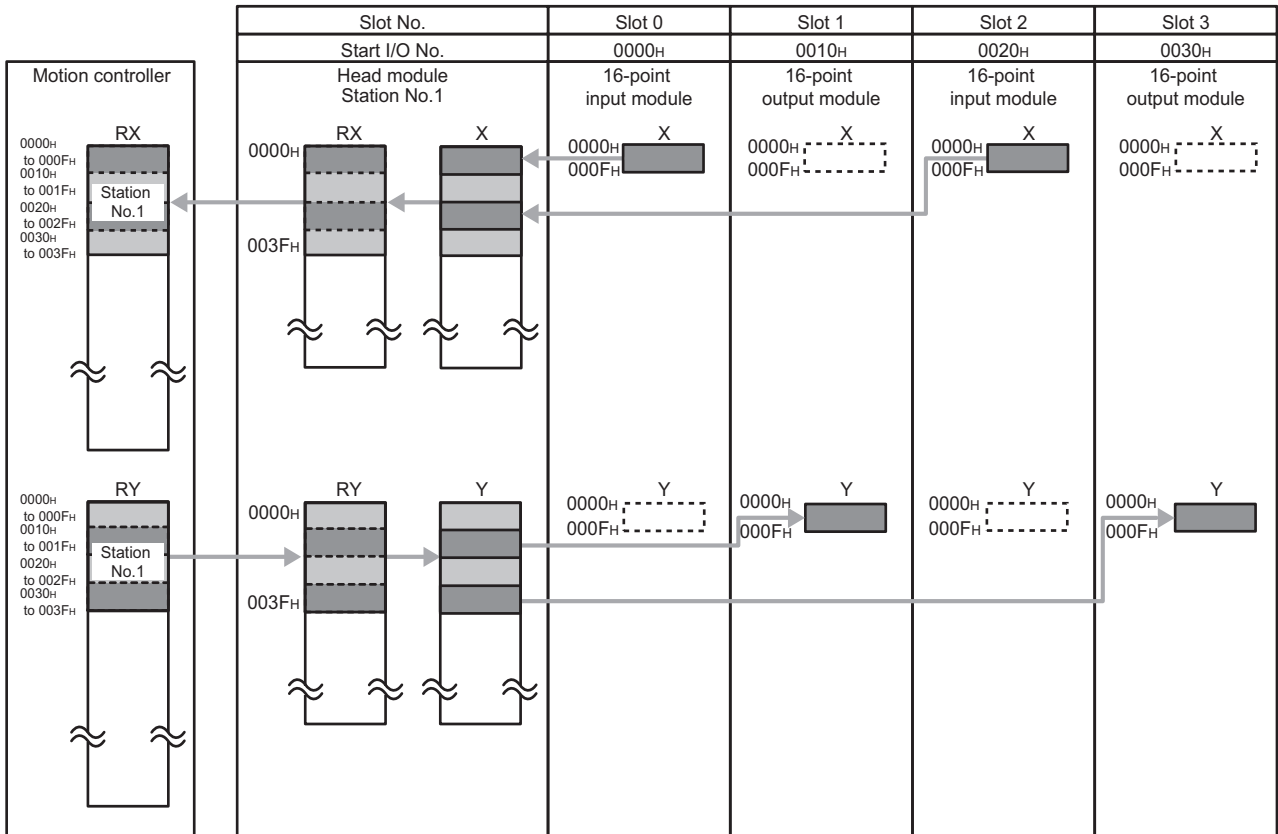 Slot No. Slot 0 Slot 1 Slot 2 Slot 3
Start I/O No. 0000H 0010H 0020H 0030H
Motion controller
Head module
Station No.1
16-point
input module
16-point
output module
16-point
input module
16-point
output module
RX
0000H
to 000FH
0010H
to 001FH
0020H
to 002FH
0030H
to 003FH
Station
No.1
RX
0000H
003FH
X
X
0000H
000FH
X
0000H
000FH
X
0000H
000FH
X
0000H
000FH
RY
0000H
to 000FH
0010H
to 001FH
0020H
to 002FH
0030H
to 003FH
Station
No.1
RY
0000H
003FH
Y
Y
0000H
000FH
Y
0000H
000FH
Y
0000H
000FH
Y
0000H
000FH